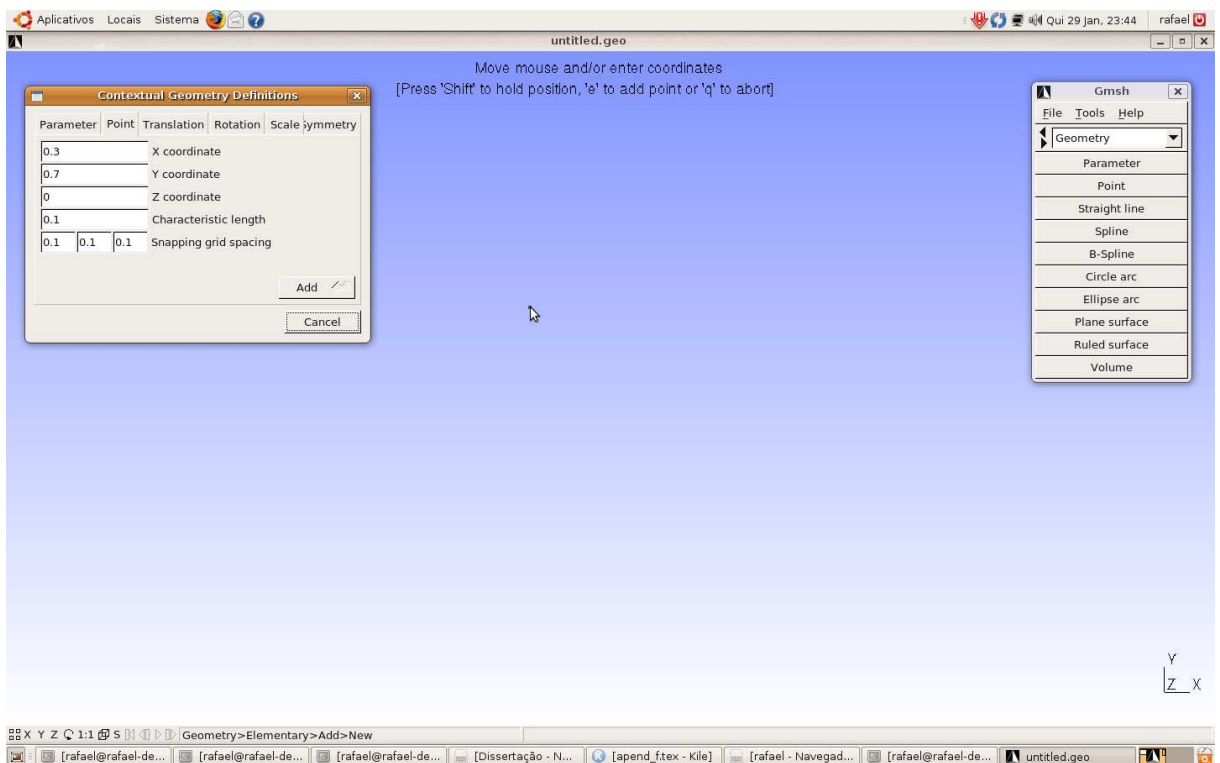 Aplicativos Locais Sistema Qui 29 Jan, 23:44 rafael
untitled.geo
Move mouse and/or enter coordinates
[Press 'Shift' to hold position, 'e' to add point or 'q' to abort]
Contextual Geometry Definitions
Parameter Point Translation Rotation Scale ymmetry
0.3 X coordinate
0.7 Y coordinate
0 Z coordinate
0.1 Characteristic length
0.1 0.1 0.1 Snapping grid spacing
Add
Cancel
Gmsh
File Tools Help
Geometry
Parameter
Point
Straight line
Spline
B-Spline
Circle arc
Ellipse arc
Plane surface
Ruled surface
Volume
Y
Z X
X Y Z 1:1 S Geometry>Elementary>Add>New
[rafael@rafael-de... [rafael@rafael-de... [rafael@rafael-de... [Dissertação - N... [apend_f.tex - Kile] [rafael - Navegad... [rafael@rafael-de... untitled.geo